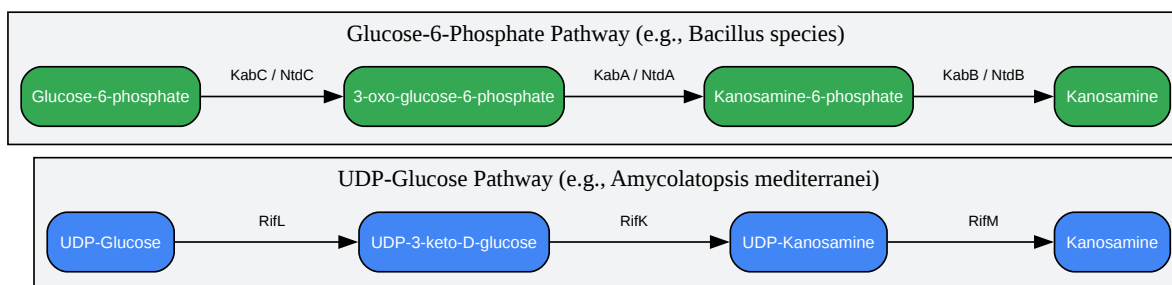 Glucose-6-Phosphate Pathway (e.g., Bacillus species)
KabC / NtdC
KabA / NtdA
KabB / NtdB
Glucose-6-phosphate
3-oxo-glucose-6-phosphate
Kanosamine-6-phosphate
Kanosamine
UDP-Glucose Pathway (e.g., Amycolatopsis mediterranei)
RifL
RifK
RifM
UDP-Glucose
UDP-3-keto-D-glucose
UDP-Kanosamine
Kanosamine